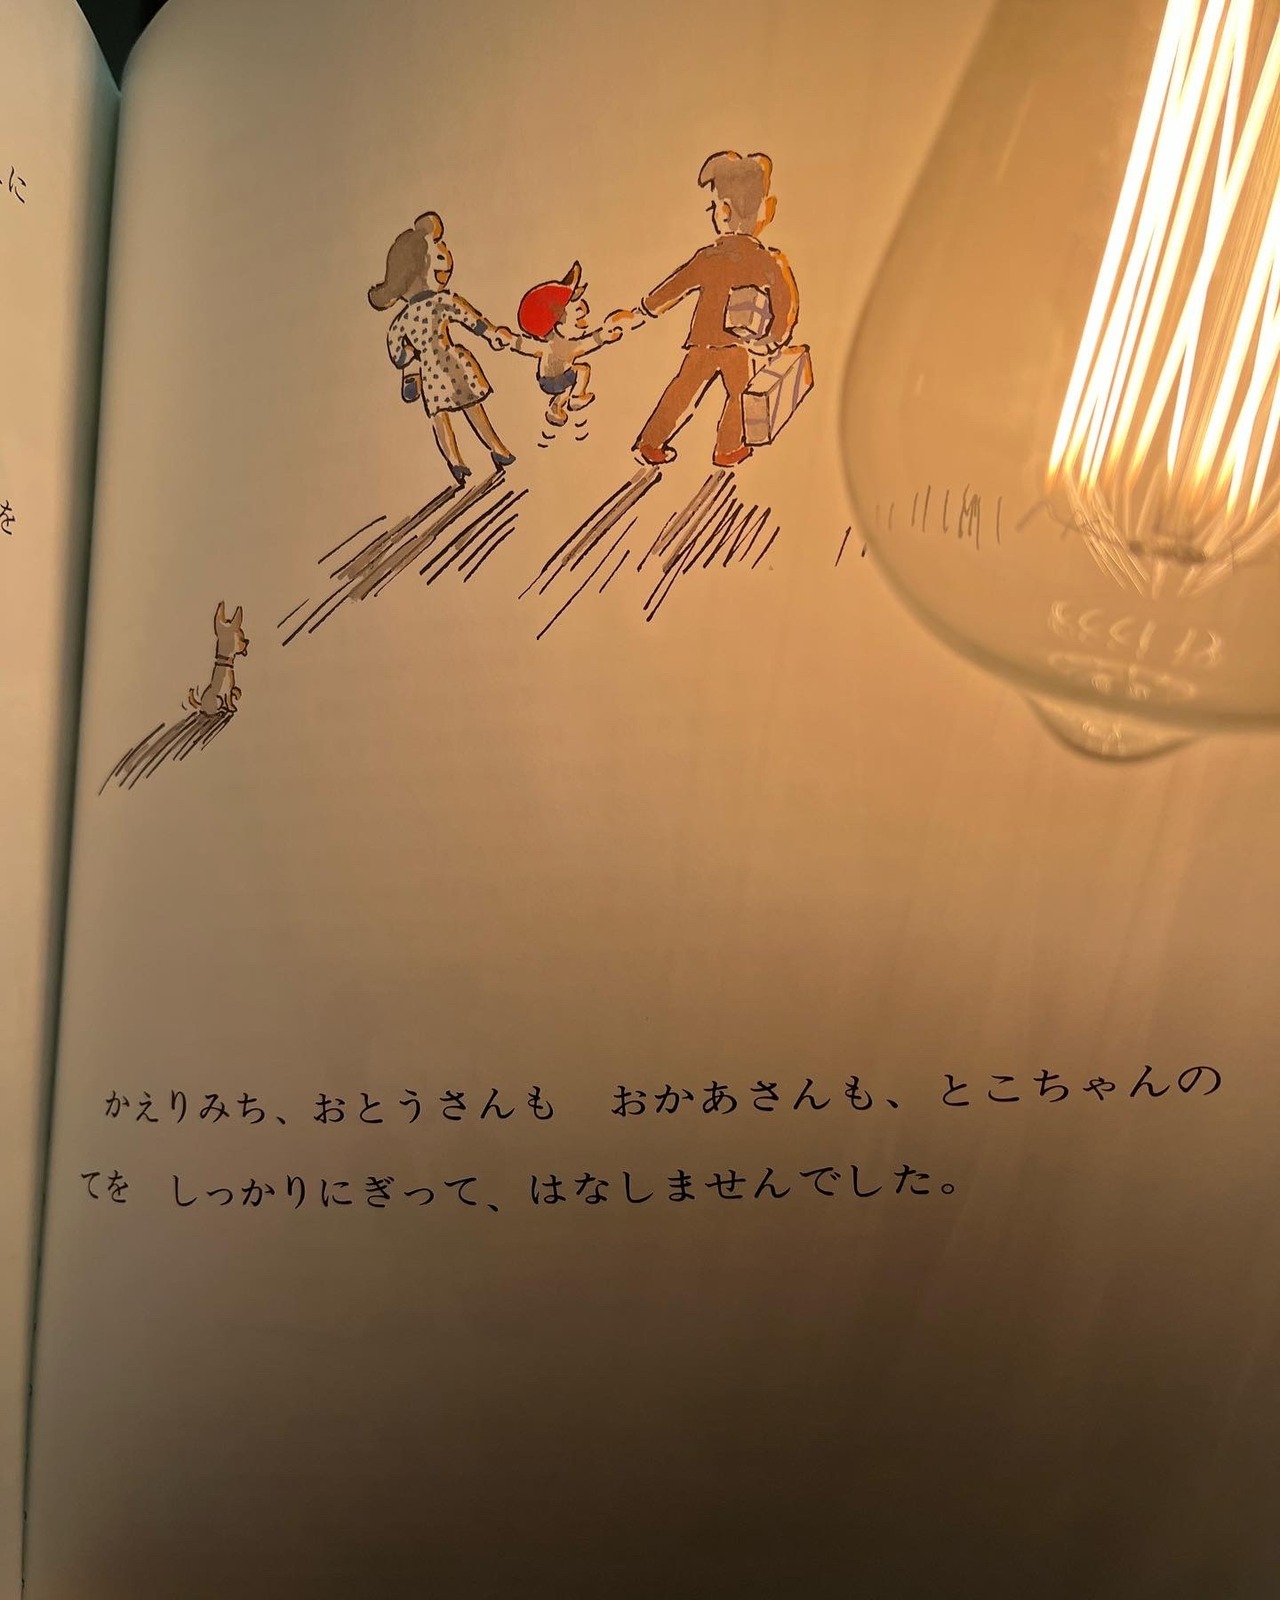 に
を
かえりみち、おとうさんも　おかあさんも、とこちゃんの
てを　しっかりにぎって、はなしませんでした。